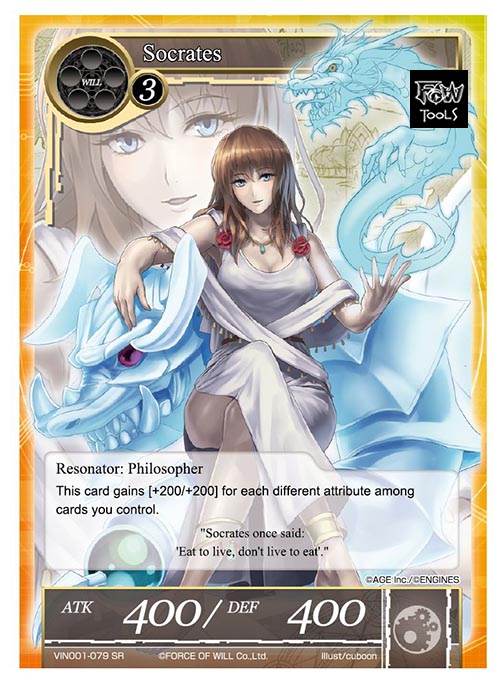 Socrates
WILL
3
FOW
TOOLS
Resonator: Philosopher
This card gains [+200/+200] for each different attribute among
cards you control.
"Socrates once said:
'Eat to live, don't live to eat'."
©AGE Inc./©ENGINES
ATK 400/ DEF 400
VIN001-079 SR ©FORCE OF WILL Co.,Ltd. Illust/cuboon